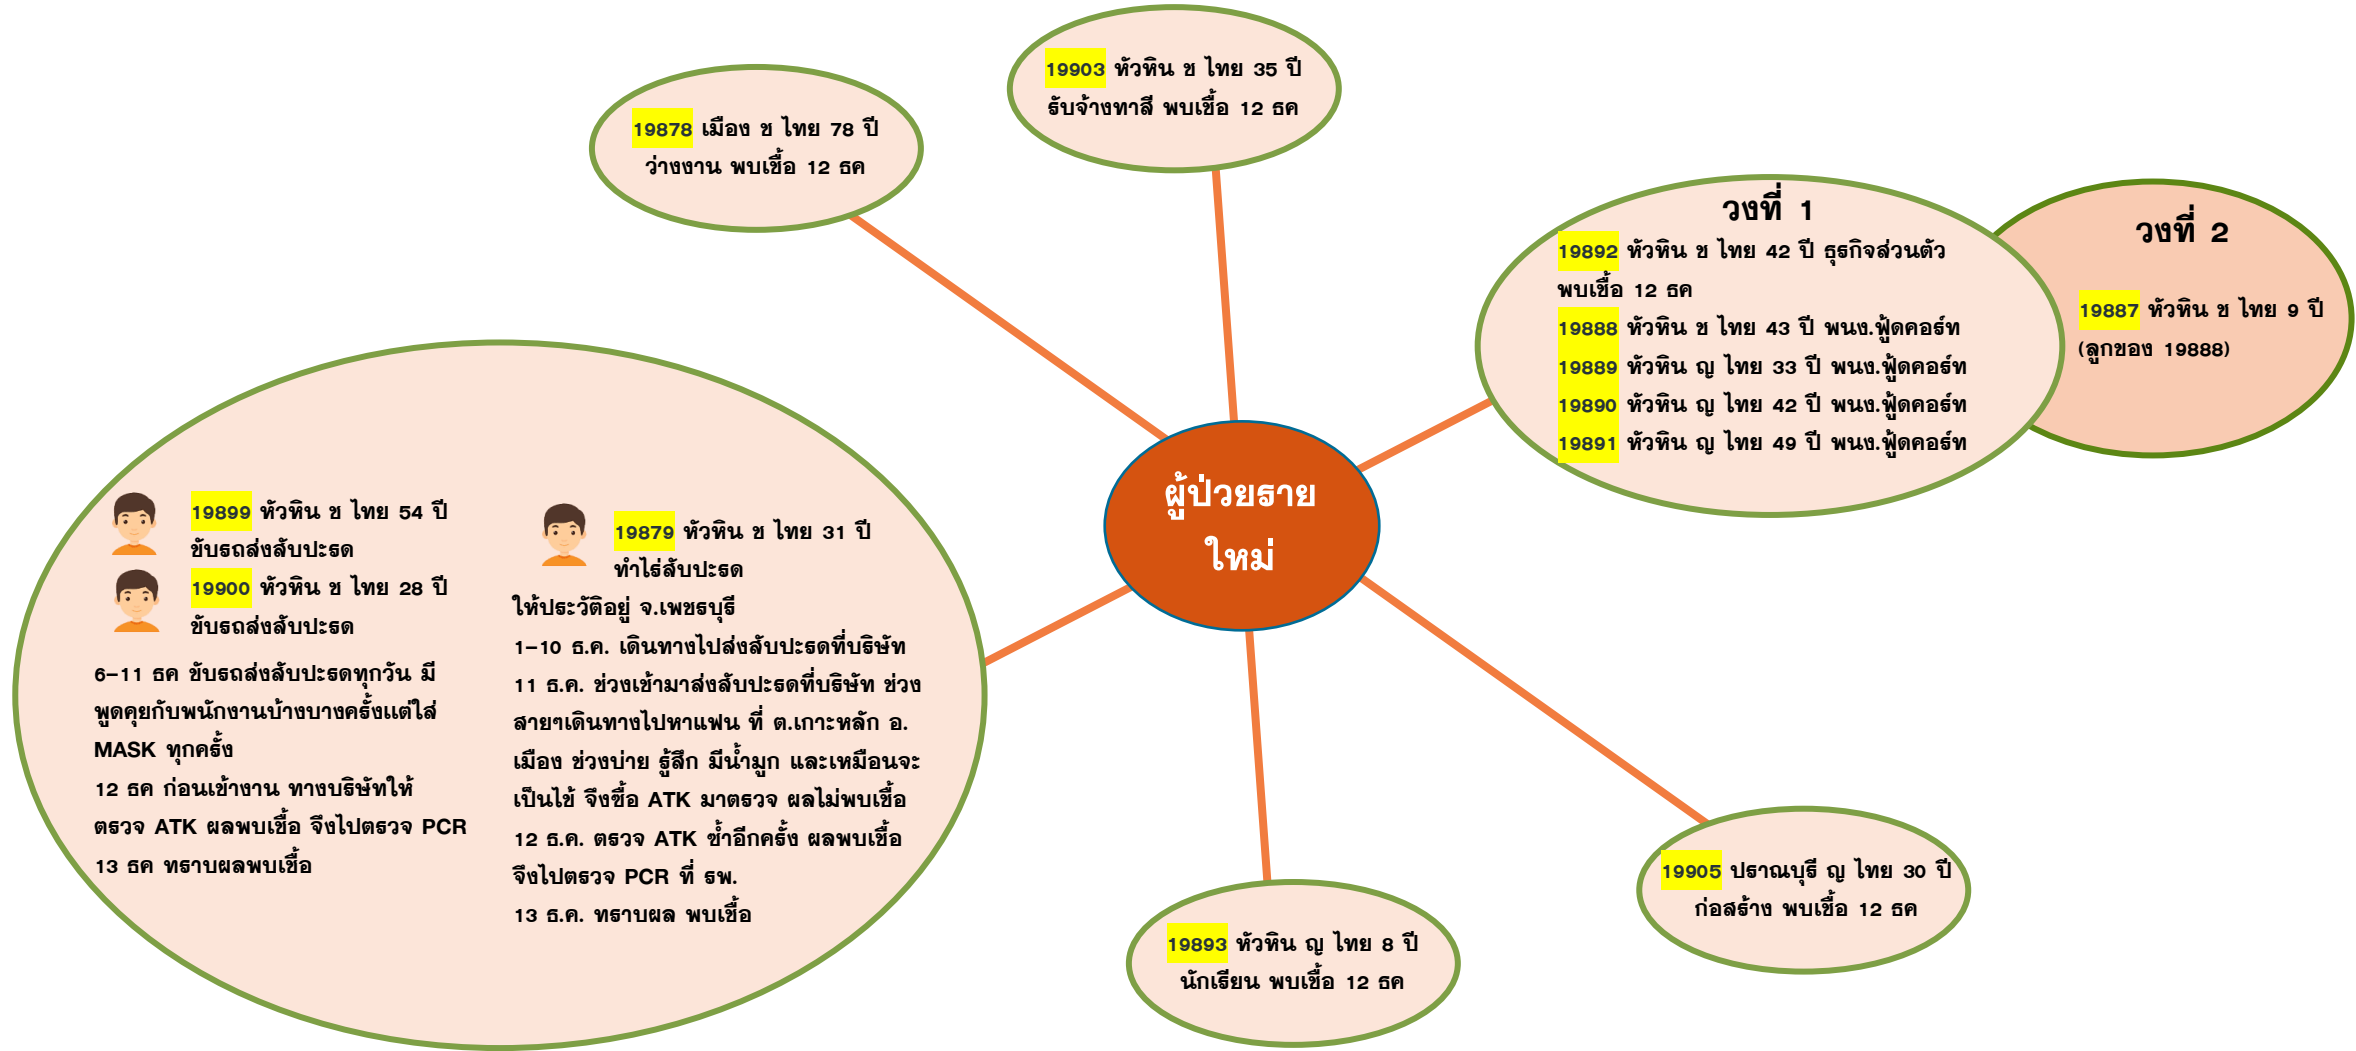 19903 หัวหิน ช ไทย 35 ปี
รับจ้างทาสี พบเชื้อ 12 ธค
19878 เมือง ช ไทย 78 ปี
ว่างงาน พบเชื้อ 12 ธค
วงที่ 1
19892 หัวหิน ช ไทย 42 ปี ธุรกิจส่วนตัว
พบเชื้อ 12 ธค
19888 หัวหิน ช ไทย 43 ปี พนง.ฟู้ดคอร์ท
19889 หัวหิน ญ ไทย 33 ปี พนง.ฟู้ดคอร์ท
19890 หัวหิน ญ ไทย 42 ปี พนง.ฟู้ดคอร์ท
19891 หัวหิน ญ ไทย 49 ปี พนง.ฟู้ดคอร์ท
วงที่ 2
19887 หัวหิน ช ไทย 9 ปี
(ลูกของ 19888)
ผู้ป่วยราย
ใหม่
19899 หัวหิน ช ไทย 54 ปี
ขับรถส่งสับปะรด
19900 หัวหิน ช ไทย 28 ปี
ขับรถส่งสับปะรด
6-11 ธค ขับรถส่งสับปะรดทุกวัน มี
พูดคุยกับพนักงานบ้างบางครั้งแต่ใส่
MASK ทุกครั้ง
12 ธค ก่อนเข้างาน ทางบริษัทให้
ตรวจ ATK ผลพบเชื้อ จึงไปตรวจ PCR
13 ธค ทราบผลพบเชื้อ
19879 หัวหิน ช ไทย 31 ปี
ทำไร่สับปะรด
ให้ประวัติอยู่ จ.เพชรบุรี
1-10 ธ.ค. เดินทางไปส่งสับปะรดที่บริษัท
11 ธ.ค. ช่วงเช้ามาส่งสับปะรดที่บริษัท ช่วง
สายๆเดินทางไปหาแฟน ที่ ต.เกาะหลัก อ.
เมือง ช่วงบ่าย รู้สึก มีน้ำมูก และเหมือนจะ
เป็นไข้ จึงซื้อ ATK มาตรวจ ผลไม่พบเชื้อ
12 ธ.ค. ตรวจ ATK ซ้ำอีกครั้ง ผลพบเชื้อ
จึงไปตรวจ PCR ที่ รพ.
13 ธ.ค. ทราบผล พบเชื้อ
19905 ปราณบุรี ญ ไทย 30 ปี
ก่อสร้าง พบเชื้อ 12 ธค
19893 หัวหิน ญ ไทย 8 ปี
นักเรียน พบเชื้อ 12 ธค